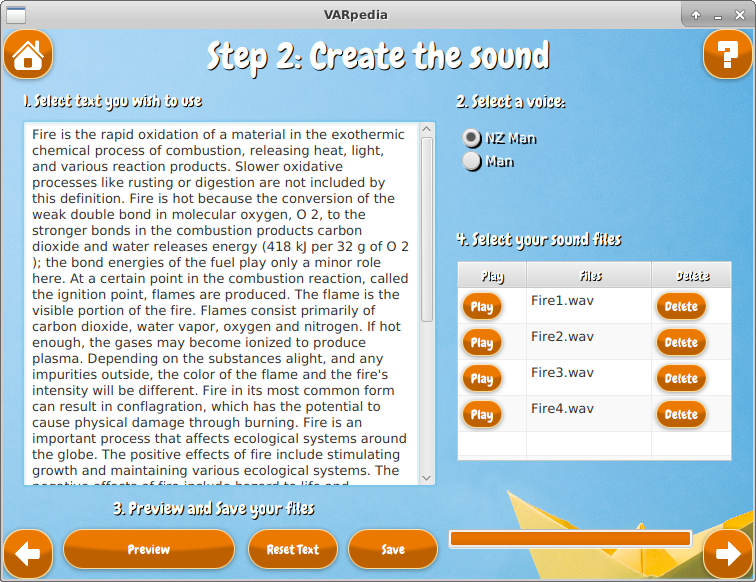 VARpedia
Step 2: Create the sound
1. Select text you wish to use
Fire is the rapid oxidation of a material in the exothermic
chemical process of combustion, releasing heat, light,
and various reaction products. Slower oxidative
processes like rusting or digestion are not included by
this definition. Fire is hot because the conversion of the
weak double bond in molecular oxygen, O 2, to the
stronger bonds in the combustion products carbon
dioxide and water releases energy (418 kJ per 32 g of O 2
); the bond energies of the fuel play only a minor role
here. At a certain point in the combustion reaction, called
the ignition point, flames are produced. The flame is the
visible portion of the fire. Flames consist primarily of
carbon dioxide, water vapor, oxygen and nitrogen. If hot
enough, the gases may become ionized to produce
plasma. Depending on the substances alight, and any
impurities outside, the color of the flame and the fire's
intensity will be different. Fire in its most common form
can result in conflagration, which has the potential to
cause physical damage through burning. Fire is an
important process that affects ecological systems around
the globe. The positive effects of fire include stimulating
growth and maintaining various ecological systems. The
negative effects of fire include hazard to life and
2. Select a voice:
NZ Man
Man
4. Select your sound files
Play Files Delete
Play Fire1.wav Delete
Play Fire2.wav Delete
Play Fire3.wav Delete
Play Fire4.wav Delete
3. Preview and Save your files
Preview Reset Text Save